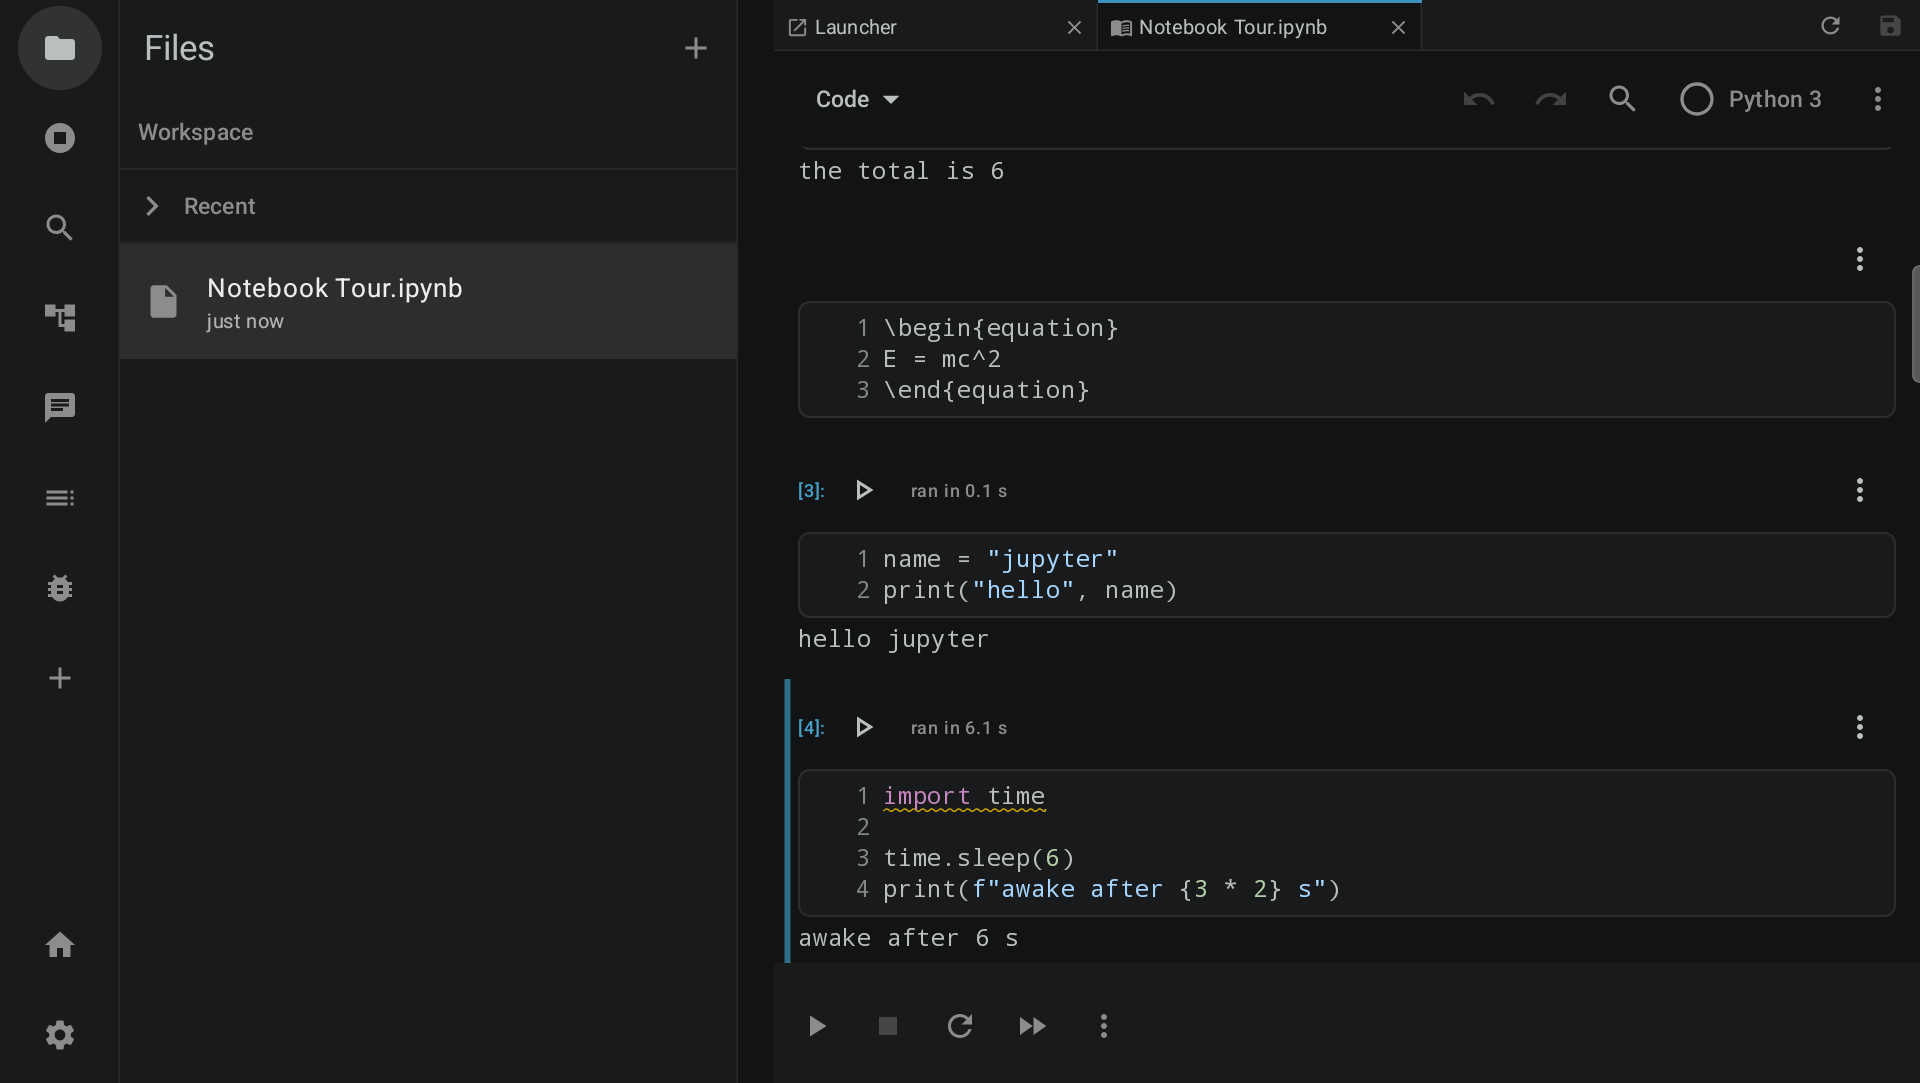 Files
Workspace
Recent
Notebook Tour.ipynb
just now
Launcher
Notebook Tour.ipynb
Code
Python 3
the total is 6
1 \begin{equation}
2 E = mc^2
3 \end{equation}
[3]: ran in 0.1 s
1 name = "jupyter"
2 print("hello", name)
hello jupyter
[4]: ran in 6.1 s
1 import time
2
3 time.sleep(6)
4 print(f"awake after {3 * 2} s")
awake after 6 s